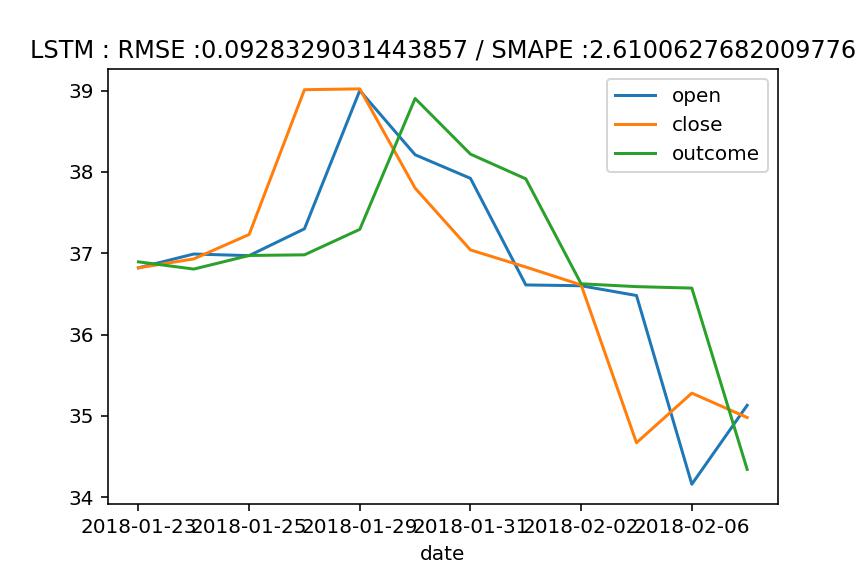 LSTM : RMSE :0.0928329031443857 / SMAPE :2.6100627682009776
39
38
37
36
35
34
open
close
outcome
2018-01-23 2018-01-25 2018-01-29 2018-01-31 2018-02-02 2018-02-06
date